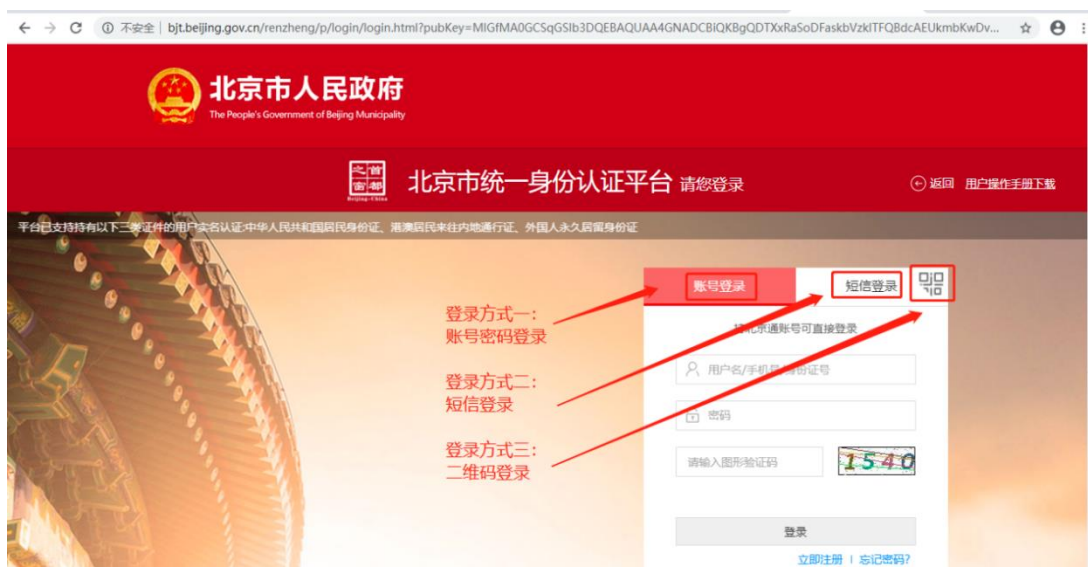 不安全 | bjt.beijing.gov.cn/renzheng/p/login/login.html?pubKey=MIGfMA0GCSqGSIb3DQEBAQUAA4GNADCBiQKBgQDTXxRaSoDFaskbVzklTFQBdcAEUkmbKwDv...
北京市人民政府
The People's Government of Beijing Municipality
首都之窗
Beijing-China
北京市统一身份认证平台 请您登录
返回 用户操作手册下载
平台已支持持有以下三类证件的用户实名认证:中华人民共和国居民身份证、港澳居民来往内地通行证、外国人永久居留身份证
账号登录 短信登录
登录方式一：
账号密码登录
北京通账号可直接登录
用户名/手机号/身份证号
登录方式二：
短信登录
密码
登录方式三：
二维码登录
请输入图形验证码 1540
登录
立即注册 | 忘记密码?